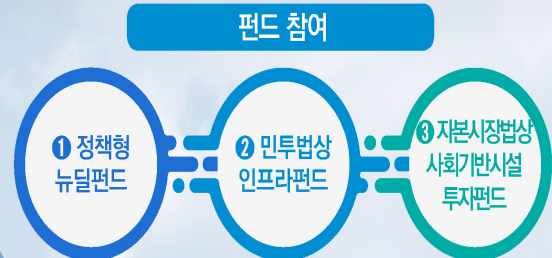 펀드 참여
❶ 정책형
뉴딜펀드
❷ 민투법상
인프라펀드
❸ 자본시장법상
사회기반시설
투자펀드